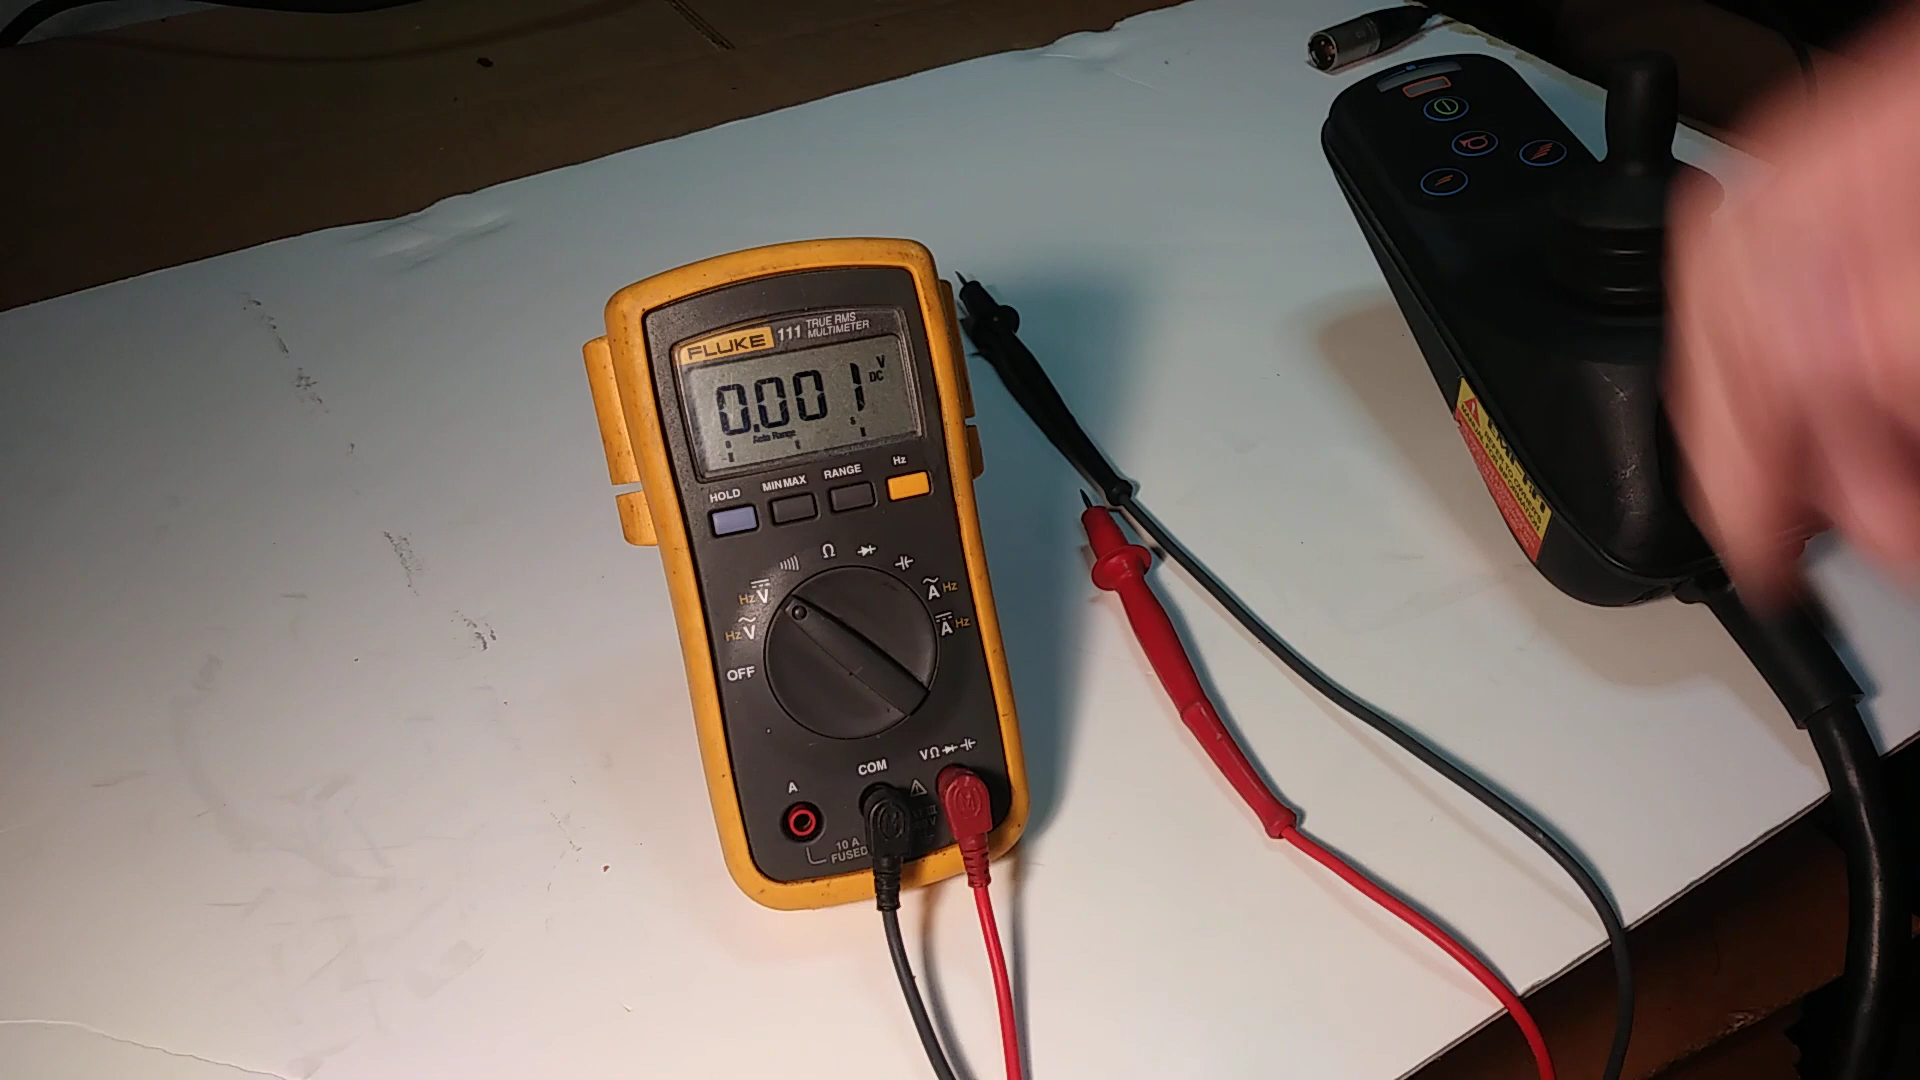 FLUKE 111 TRUE RMS
MULTIMETER
0.001 V
DC
Auto Range
HOLD MIN MAX RANGE Hz
Ω
Hz V
A Hz
Hz V
A Hz
OFF
COM
VΩ
A
10 A
FUSED